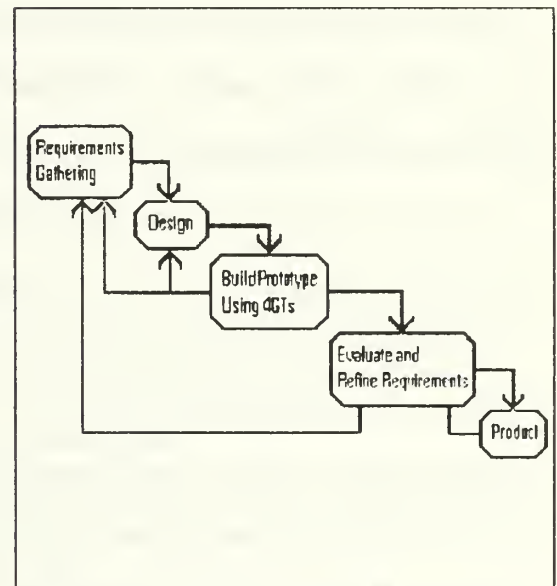 Requirements
Gathering
Design
Build Prototype
Using 4GTs
Evaluate and
Refine Requirements
Product